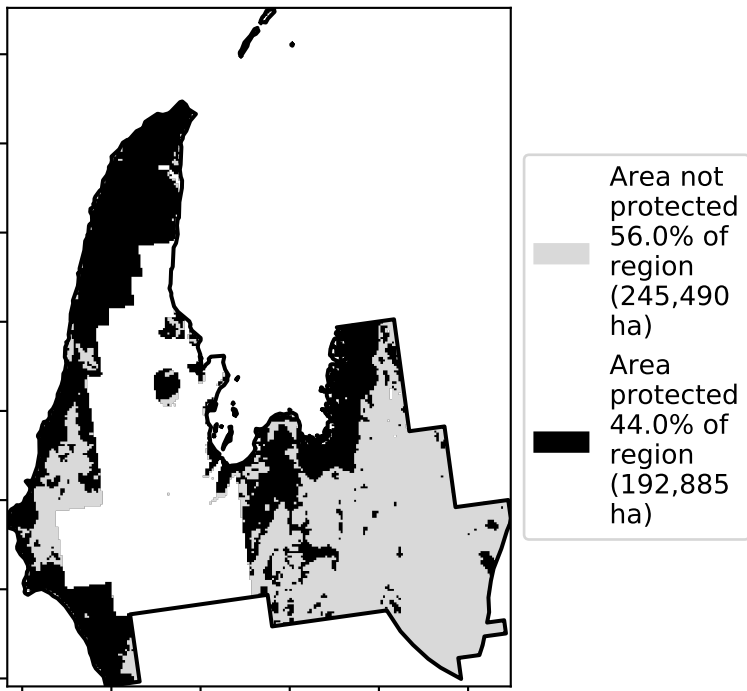 Area not
protected
56.0% of
region
(245,490
ha)
Area
protected
44.0% of
region
(192,885
ha)